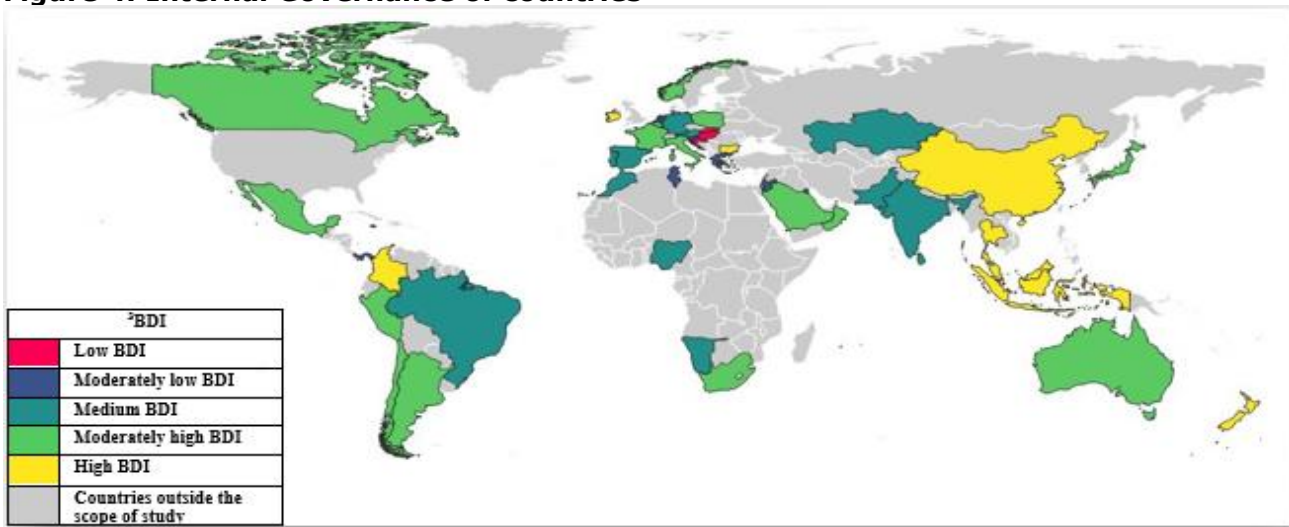 Figure 4. Internal Governance of Countries
³BDI
Low BDI
Moderately low BDI
Medium BDI
Moderately high BDI
High BDI
Countries outside the
scope of study